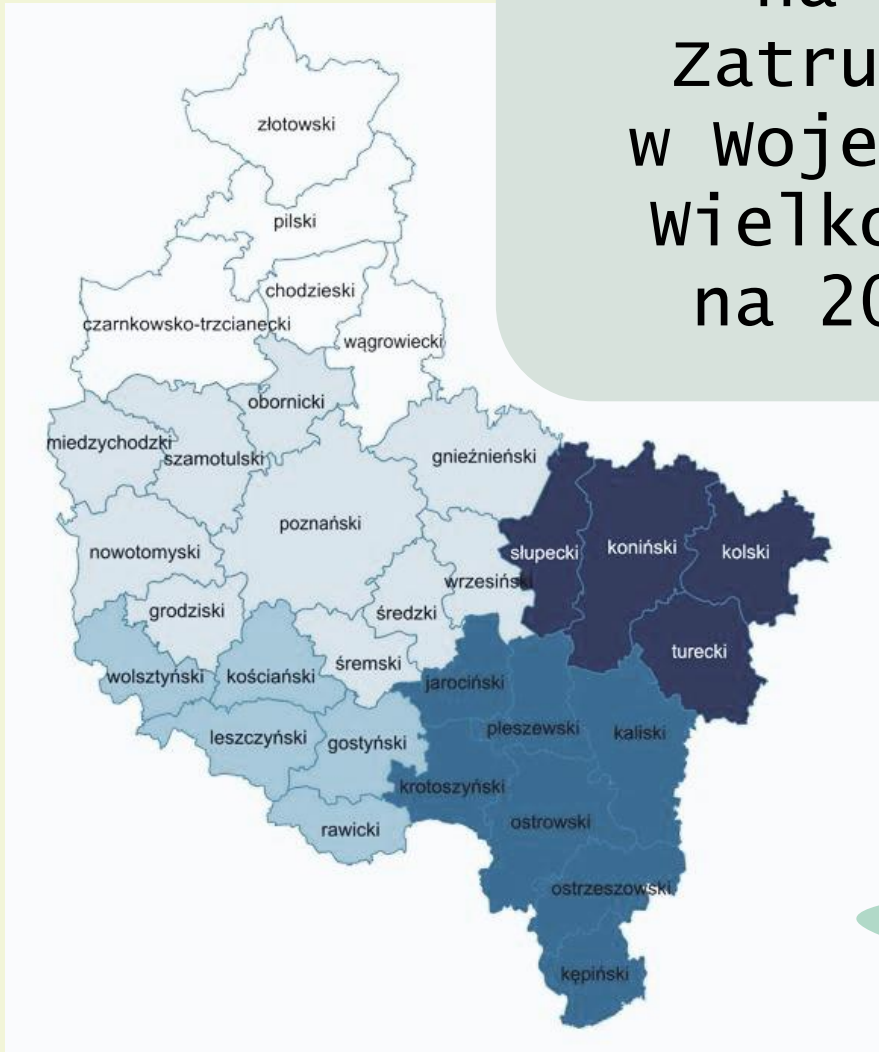 na
Zatru
w Woje
Wielko
na 20
złotowski
pilski
chodzieski
czarnkowsko-trzcianecki
wągrowiecki
obornicki
miedzychodzki
szamotulski
gnieźnieński
poznański
nowotomyski
słupecki
koniński
kolski
wrzesiński
grodziski
średzki
turecki
śremski
wolsztyński
kościański
jarociński
pleszewski
kaliski
leszczyński
gostyński
krotoszyński
ostrowski
rawicki
ostrzeszowski
kępiński